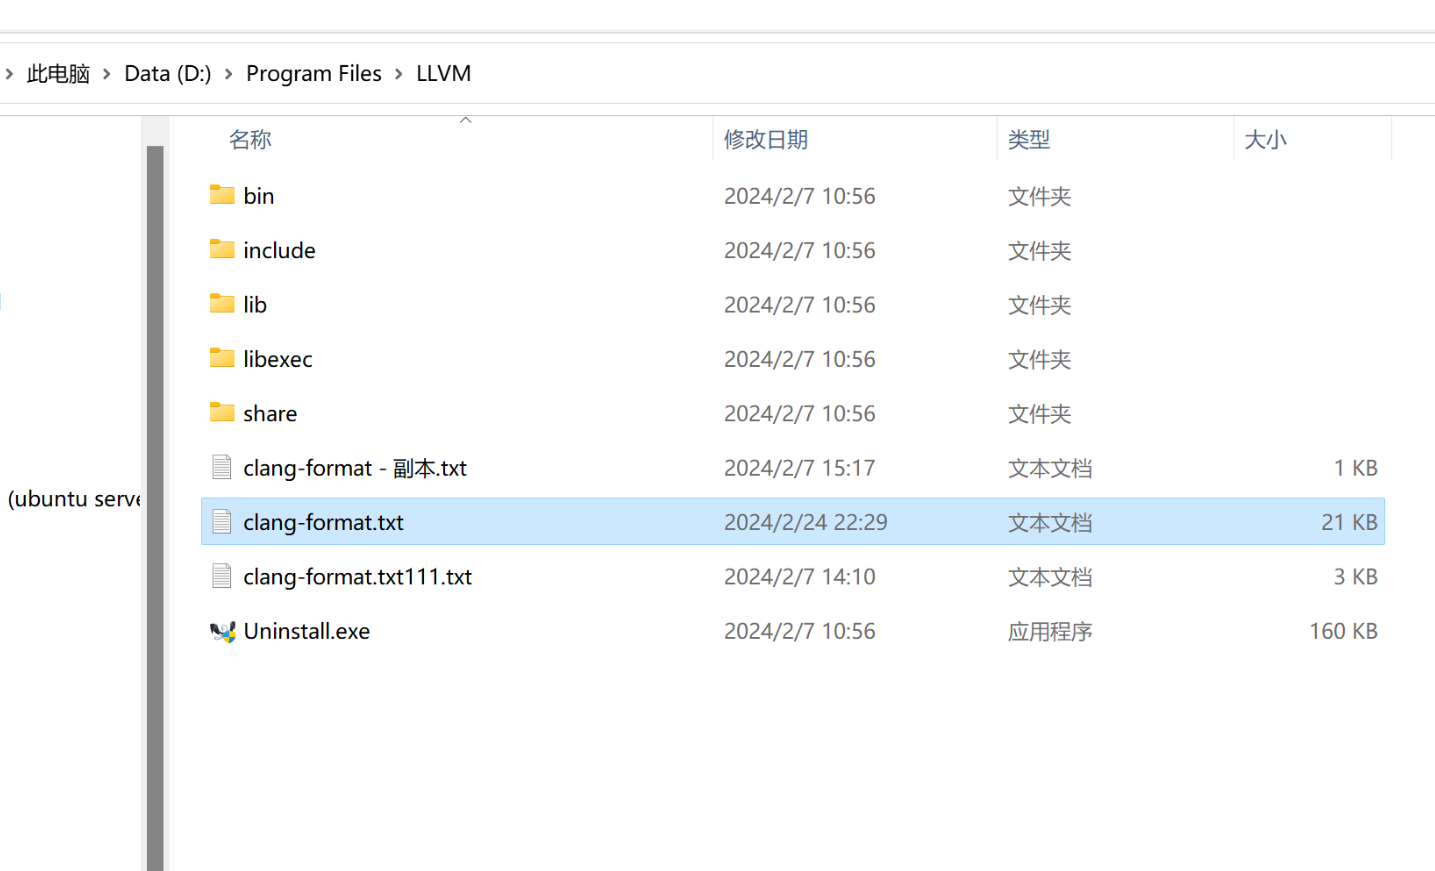 此电脑 > Data (D:) > Program Files > LLVM
名称 修改日期 类型 大小
bin 2024/2/7 10:56 文件夹
include 2024/2/7 10:56 文件夹
lib 2024/2/7 10:56 文件夹
libexec 2024/2/7 10:56 文件夹
share 2024/2/7 10:56 文件夹
clang-format - 副本.txt 2024/2/7 15:17 文本文档 1 KB
(ubuntu serve
clang-format.txt 2024/2/24 22:29 文本文档 21 KB
clang-format.txt111.txt 2024/2/7 14:10 文本文档 3 KB
Uninstall.exe 2024/2/7 10:56 应用程序 160 KB